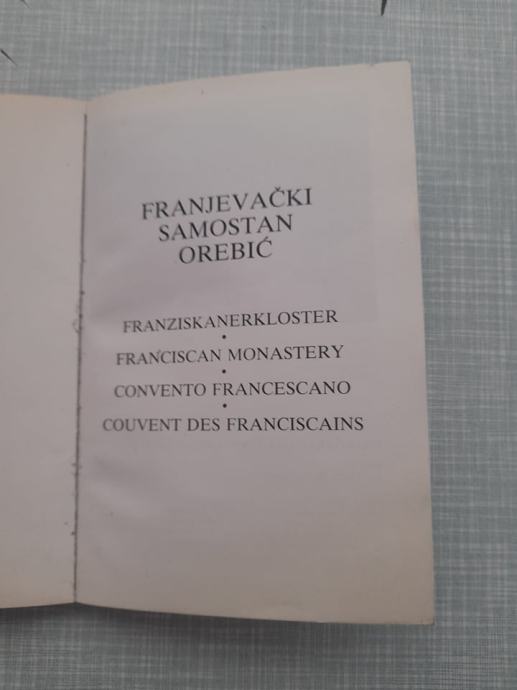 FRANJEVAČKI
SAMOSTAN
OREBIĆ
FRANZISKANERKLOSTER
•
FRANCISCAN MONASTERY
•
CONVENTO FRANCESCANO
•
COUVENT DES FRANCISCAINS